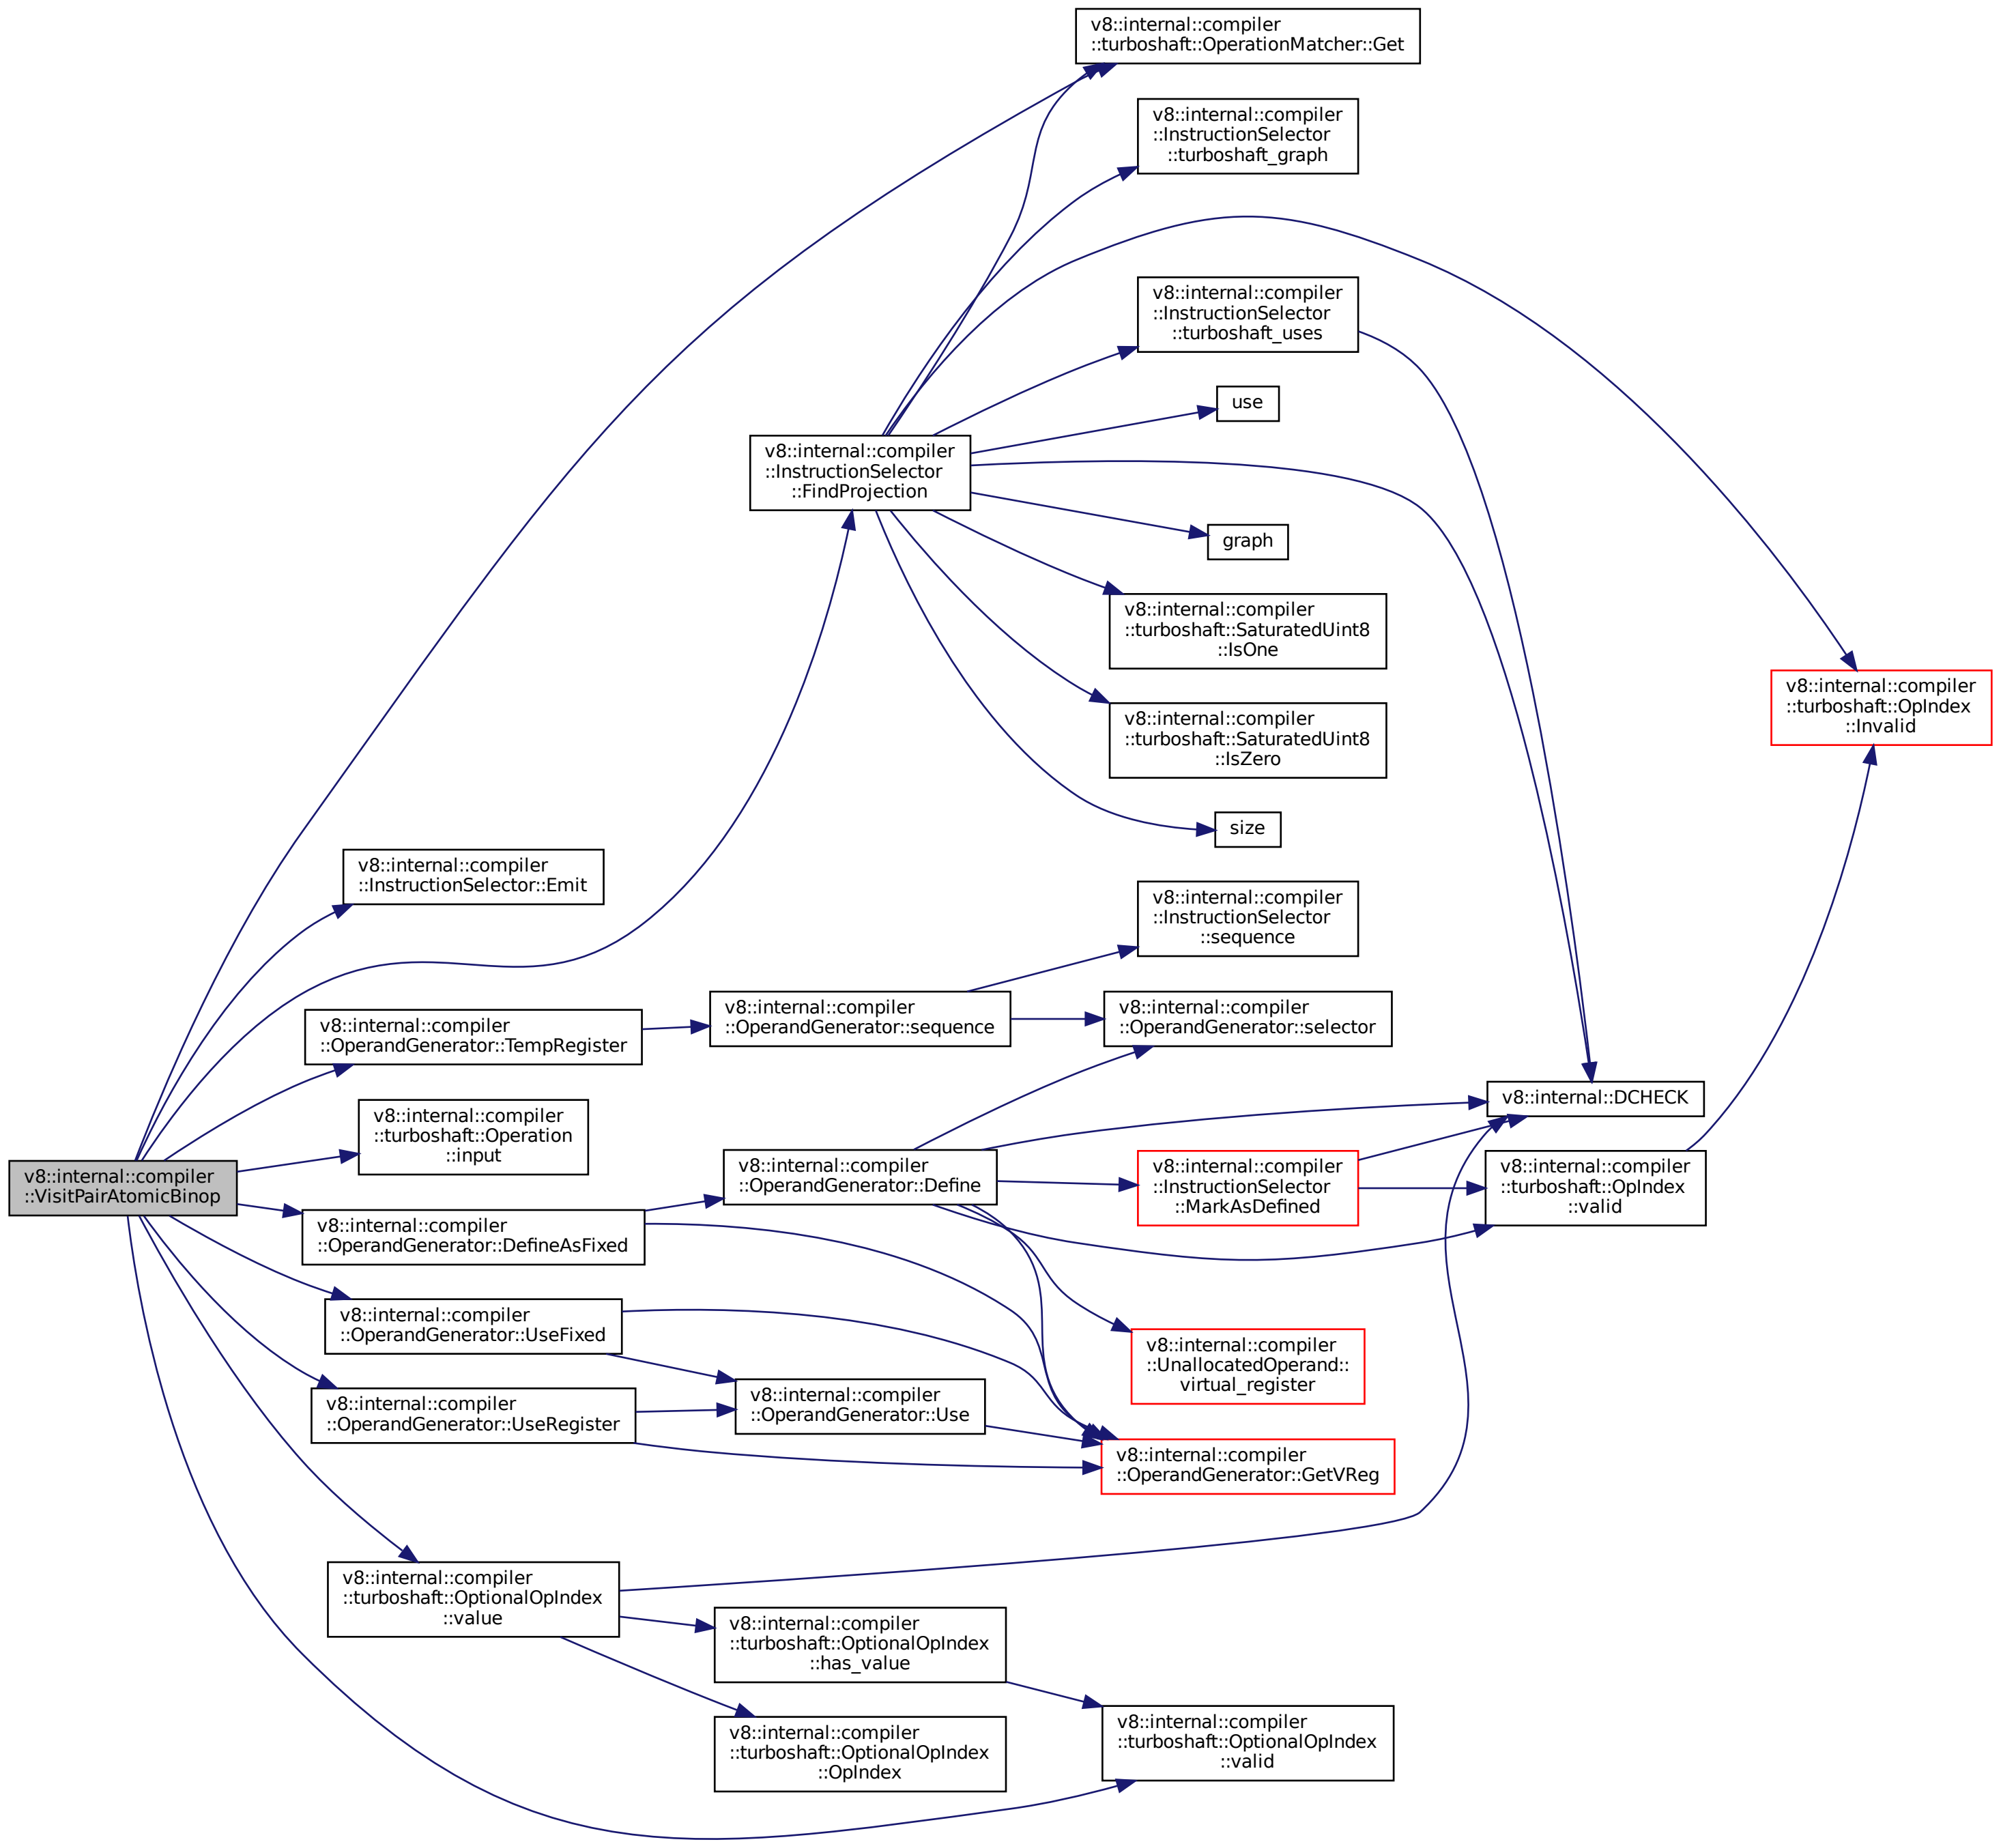 v8::internal::compiler
::turboshaft::OperationMatcher::Get
v8::internal::compiler
::InstructionSelector
::turboshaft_graph
v8::internal::compiler
::InstructionSelector
::turboshaft_uses
use
v8::internal::compiler
::InstructionSelector
::FindProjection
graph
v8::internal::compiler
::turboshaft::SaturatedUint8
::IsOne
v8::internal::compiler
::turboshaft::OpIndex
::Invalid
v8::internal::compiler
::turboshaft::SaturatedUint8
::IsZero
size
v8::internal::compiler
::InstructionSelector::Emit
v8::internal::compiler
::InstructionSelector
::sequence
v8::internal::compiler
::OperandGenerator::TempRegister
v8::internal::compiler
::OperandGenerator::sequence
v8::internal::compiler
::OperandGenerator::selector
v8::internal::DCHECK
v8::internal::compiler
::turboshaft::Operation
::input
v8::internal::compiler
::VisitPairAtomicBinop
v8::internal::compiler
::OperandGenerator::Define
v8::internal::compiler
::InstructionSelector
::MarkAsDefined
v8::internal::compiler
::turboshaft::OpIndex
::valid
v8::internal::compiler
::OperandGenerator::DefineAsFixed
v8::internal::compiler
::OperandGenerator::UseFixed
v8::internal::compiler
::UnallocatedOperand::
virtual_register
v8::internal::compiler
::OperandGenerator::UseRegister
v8::internal::compiler
::OperandGenerator::Use
v8::internal::compiler
::OperandGenerator::GetVReg
v8::internal::compiler
::turboshaft::OptionalOpIndex
::value
v8::internal::compiler
::turboshaft::OptionalOpIndex
::has_value
v8::internal::compiler
::turboshaft::OptionalOpIndex
::OpIndex
v8::internal::compiler
::turboshaft::OptionalOpIndex
::valid